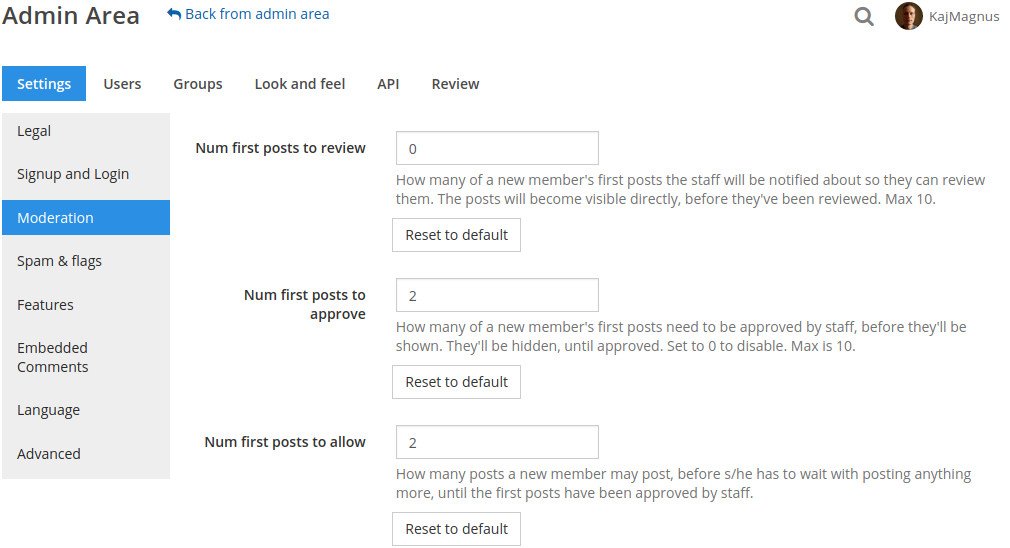 Admin Area
Back from admin area
KajMagnus
Settings
Users
Groups
Look and feel
API
Review
Legal
Signup and Login
Moderation
Spam & flags
Features
Embedded
Comments
Language
Advanced
Num first posts to review
0
How many of a new member's first posts the staff will be notified about so they can review
them. The posts will become visible directly, before they've been reviewed. Max 10.
Reset to default
Num first posts to
approve
2
How many of a new member's first posts need to be approved by staff, before they'll be
shown. They'll be hidden, until approved. Set to 0 to disable. Max is 10.
Reset to default
Num first posts to allow
2
How many posts a new member may post, before s/he has to wait with posting anything
more, until the first posts have been approved by staff.
Reset to default